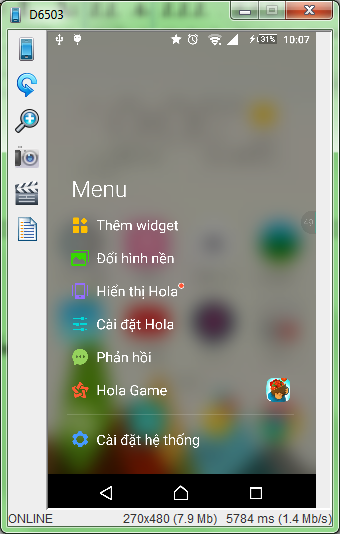 D6503
31%
10:07
Menu
Thêm widget
Đổi hình nền
Hiển thị Hola
Cài đặt Hola
Phản hồi
Hola Game
Cài đặt hệ thống
ONLINE 270x480 (7.9 Mb) 5784 ms (1.4 Mb/s)